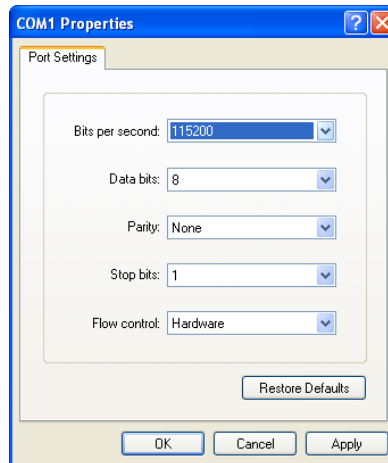 COM1 Properties
Port Settings
Bits per second: 115200
Data bits: 8
Parity: None
Stop bits: 1
Flow control: Hardware
Restore Defaults
OK Cancel Apply